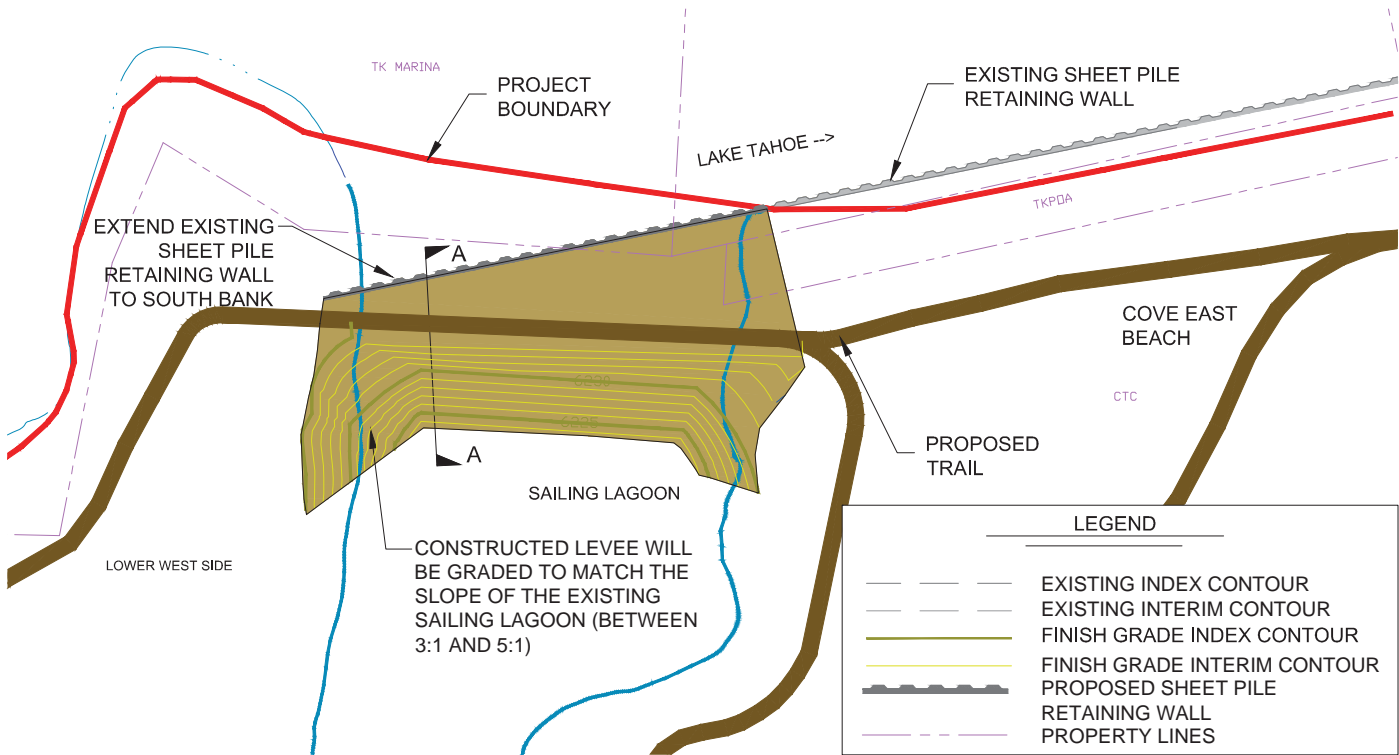 TK MARINA
PROJECT
BOUNDARY
EXISTING SHEET PILE
RETAINING WALL
LAKE TAHOE -->
TKPOA
EXTEND EXISTING
SHEET PILE
RETAINING WALL
TO SOUTH BANK
A
COVE EAST
BEACH
6230
CTC
6225
A
PROPOSED
TRAIL
SAILING LAGOON
LOWER WEST SIDE
CONSTRUCTED LEVEE WILL
BE GRADED TO MATCH THE
SLOPE OF THE EXISTING
SAILING LAGOON (BETWEEN
3:1 AND 5:1)
LEGEND
EXISTING INDEX CONTOUR
EXISTING INTERIM CONTOUR
FINISH GRADE INDEX CONTOUR
FINISH GRADE INTERIM CONTOUR
PROPOSED SHEET PILE
RETAINING WALL
PROPERTY LINES